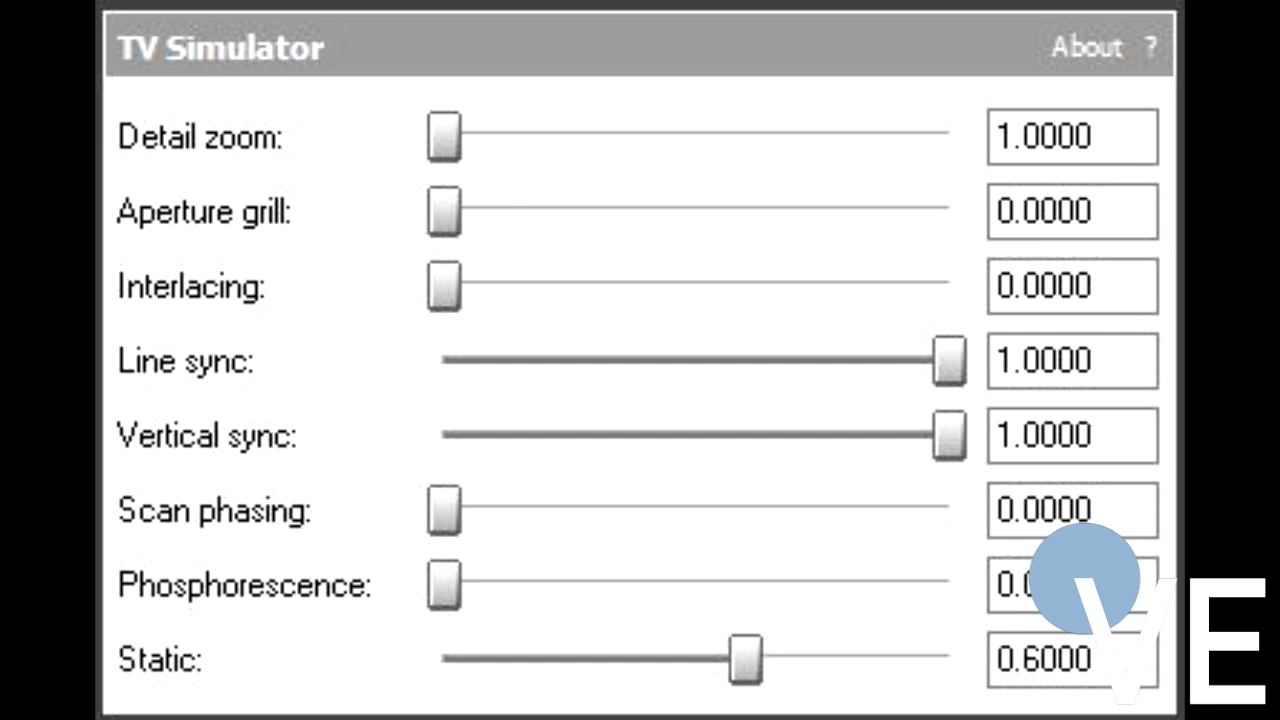 TV Simulator About ?
Detail zoom: 1.0000
Aperture grill: 0.0000
Interlacing: 0.0000
Line sync: 1.0000
Vertical sync: 1.0000
Scan phasing: 0.0000
Phosphorescence:
Static: 0.6000
VE